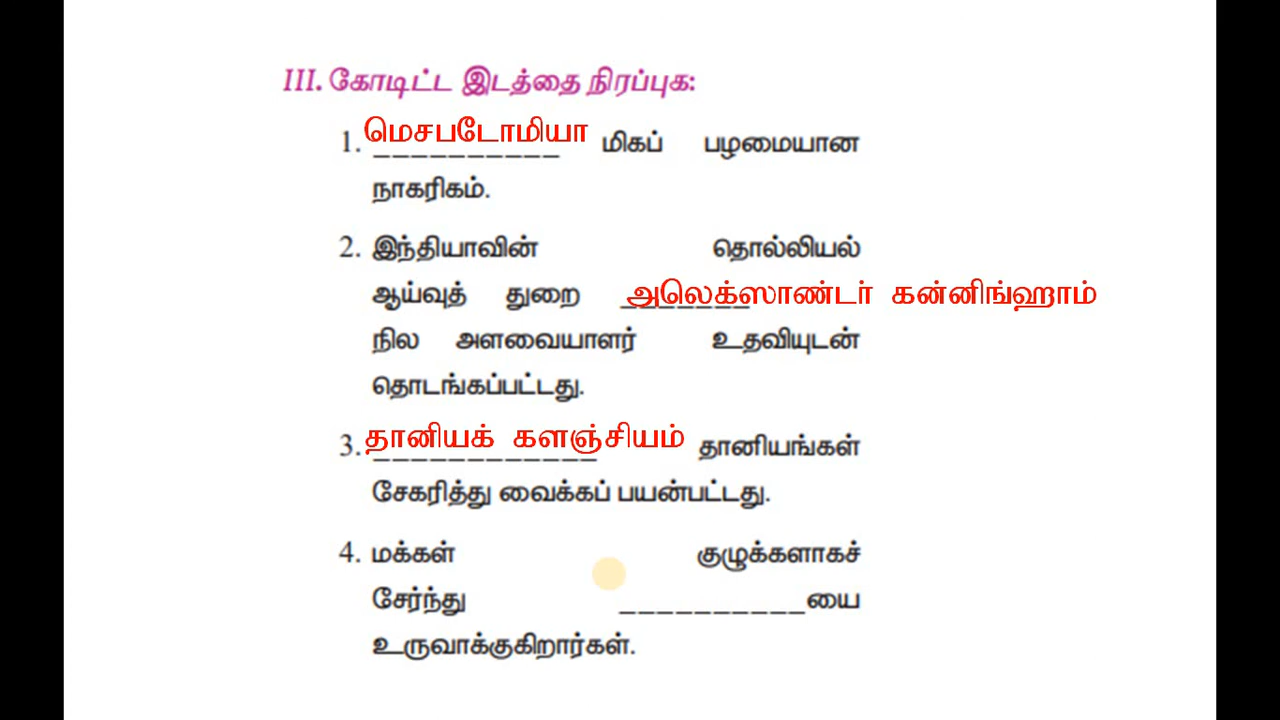 III. கோடிட்ட இடத்தை நிரப்புக:
1. மெசபடோமியா மிகப் பழமையான
நாகரிகம்.
2. இந்தியாவின் தொல்லியல்
ஆய்வுத் துறை அலெக்ஸாண்டர் கன்னிங்ஹாம்
நில அளவையாளர் உதவியுடன்
தொடங்கப்பட்டது.
3. தானியக் களஞ்சியம் தானியங்கள்
சேகரித்து வைக்கப் பயன்பட்டது.
4. மக்கள் குழுக்களாகச்
சேர்ந்து __________யை
உருவாக்குகிறார்கள்.